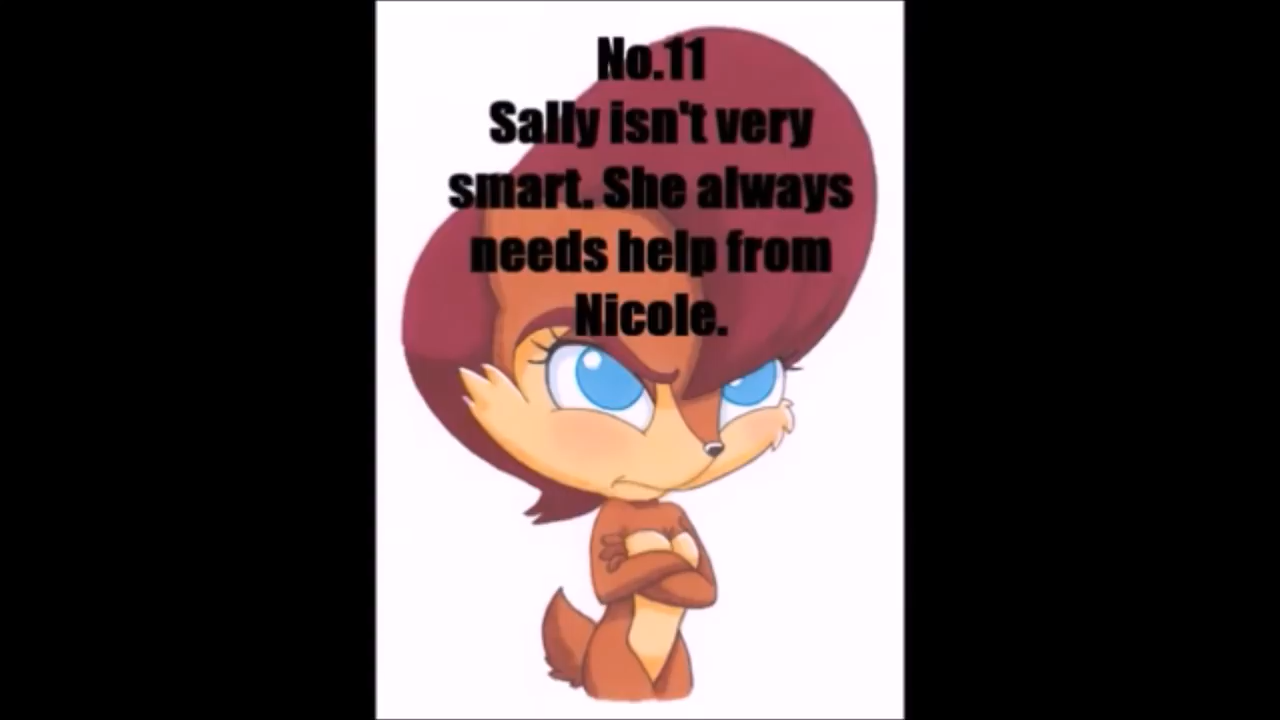 No.11
Sally isn't very
smart. She always
needs help from
Nicole.